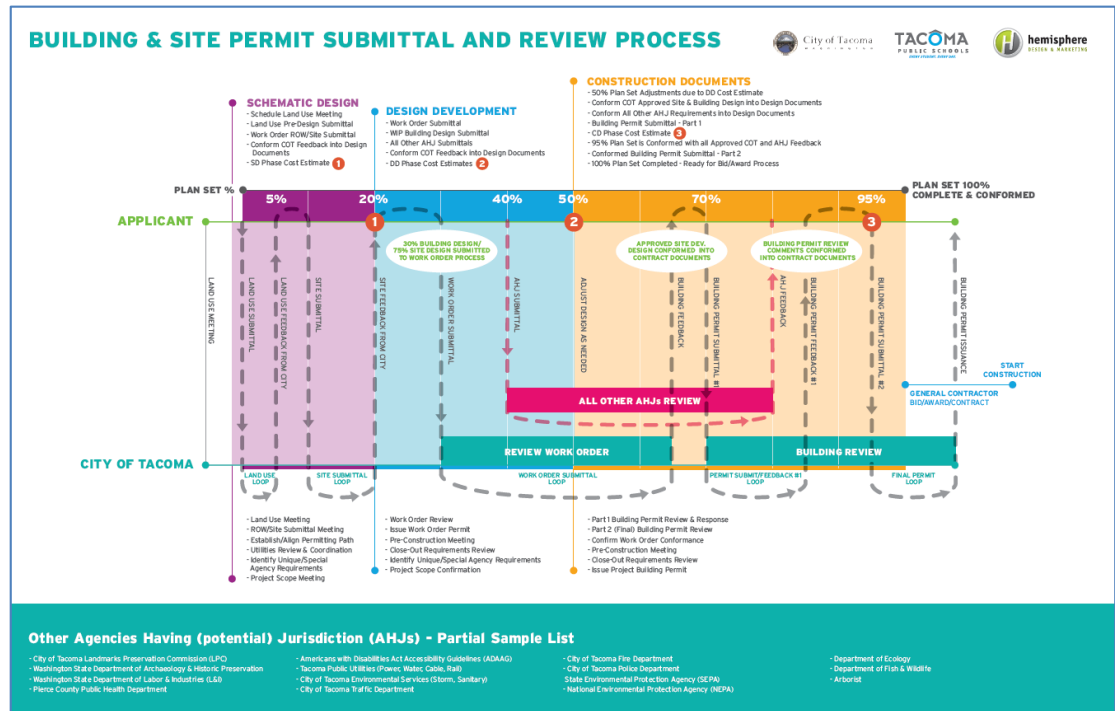 BUILDING & SITE PERMIT SUBMITTAL AND REVIEW PROCESS
City of Tacoma
WASHINGTON
TACOMA
PUBLIC SCHOOLS
EVERY STUDENT. EVERY DAY.
hemisphere
DESIGN & MARKETING
SCHEMATIC DESIGN
- Schedule Land Use Meeting
- Land Use Pre-Design Submittal
- Work Order ROW/Site Submittal
- Conform COT Feedback into Design
Documents
- SD Phase Cost Estimate 1
DESIGN DEVELOPMENT
- Work Order Submittal
- WIP Building Design Submittal
- All Other AHJ Submittals
- Conform COT Feedback into Design Documents
- DD Phase Cost Estimates 2
CONSTRUCTION DOCUMENTS
- 50% Plan Set Adjustments due to DD Cost Estimate
- Conform COT Approved Site & Building Design into Design Documents
- Conform All Other AHJ Requirements into Design Documents
- Building Permit Submittal - Part 1
- CD Phase Cost Estimate 3
- 95% Plan Set is Conformed with all Approved COT and AHJ Feedback
- Conformed Building Permit Submittal - Part 2
- 100% Plan Set Completed - Ready for Bid/Award Process
PLAN SET %
5%
20%
40%
50%
70%
95%
PLAN SET 100%
COMPLETE & CONFORMED
APPLICANT
1
2
3
30% BUILDING DESIGN/
75% SITE DESIGN SUBMITTED
TO WORK ORDER PROCESS
APPROVED SITE DEV.
DESIGN CONFORMED INTO
CONTRACT DOCUMENTS
BUILDING PERMIT REVIEW
COMMENTS CONFORMED
INTO CONTRACT DOCUMENTS
LAND USE MEETING
LAND USE SUBMITTAL
LAND USE FEEDBACK FROM CITY
SITE SUBMITTAL
SITE FEEDBACK FROM CITY
WORK ORDER SUBMITTAL
AHJ SUBMITTAL
ADJUST DESIGN AS NEEDED
BUILDING FEEDBACK
BUILDING PERMIT SUBMITTAL #1
AHJ FEEDBACK
BUILDING PERMIT FEEDBACK #1
BUILDING PERMIT SUBMITTAL #2
BUILDING PERMIT ISSUANCE
START
CONSTRUCTION
GENERAL CONTRACTOR
BID/AWARD/CONTRACT
ALL OTHER AHJs REVIEW
REVIEW WORK ORDER
BUILDING REVIEW
CITY OF TACOMA
LAND USE
LOOP
SITE SUBMITTAL
LOOP
WORK ORDER SUBMITTAL
LOOP
PERMIT SUBMIT/FEEDBACK #1
LOOP
FINAL PERMIT
LOOP
- Land Use Meeting
- ROW/Site Submittal Meeting
- Establish/Align Permitting Path
- Utilities Review & Coordination
- Identify Unique/Special
Agency Requirements
- Project Scope Meeting
- Work Order Review
- Issue Work Order Permit
- Pre-Construction Meeting
- Close-Out Requirements Review
- Identify Unique/Special Agency Requirements
- Project Scope Confirmation
- Part 1 Building Permit Review & Response
- Part 2 (Final) Building Permit Review
- Confirm Work Order Conformance
- Pre-Construction Meeting
- Close-Out Requirements Review
- Issue Project Building Permit
Other Agencies Having (potential) Jurisdiction (AHJs) - Partial Sample List
- City of Tacoma Landmarks Preservation Commission (LPC)
- Washington State Department of Archaeology & Historic Preservation
- Washington State Department of Labor & Industries (L&I)
- Pierce County Public Health Department
- Americans with Disabilities Act Accessibility Guidelines (ADAAG)
- Tacoma Public Utilities (Power, Water, Cable, Rail)
- City of Tacoma Environmental Services (Storm, Sanitary)
- City of Tacoma Traffic Department
- City of Tacoma Fire Department
- City of Tacoma Police Department
State Environmental Protection Agency (SEPA)
- National Environmental Protection Agency (NEPA)
- Department of Ecology
- Department of Fish & Wildlife
- Arborist